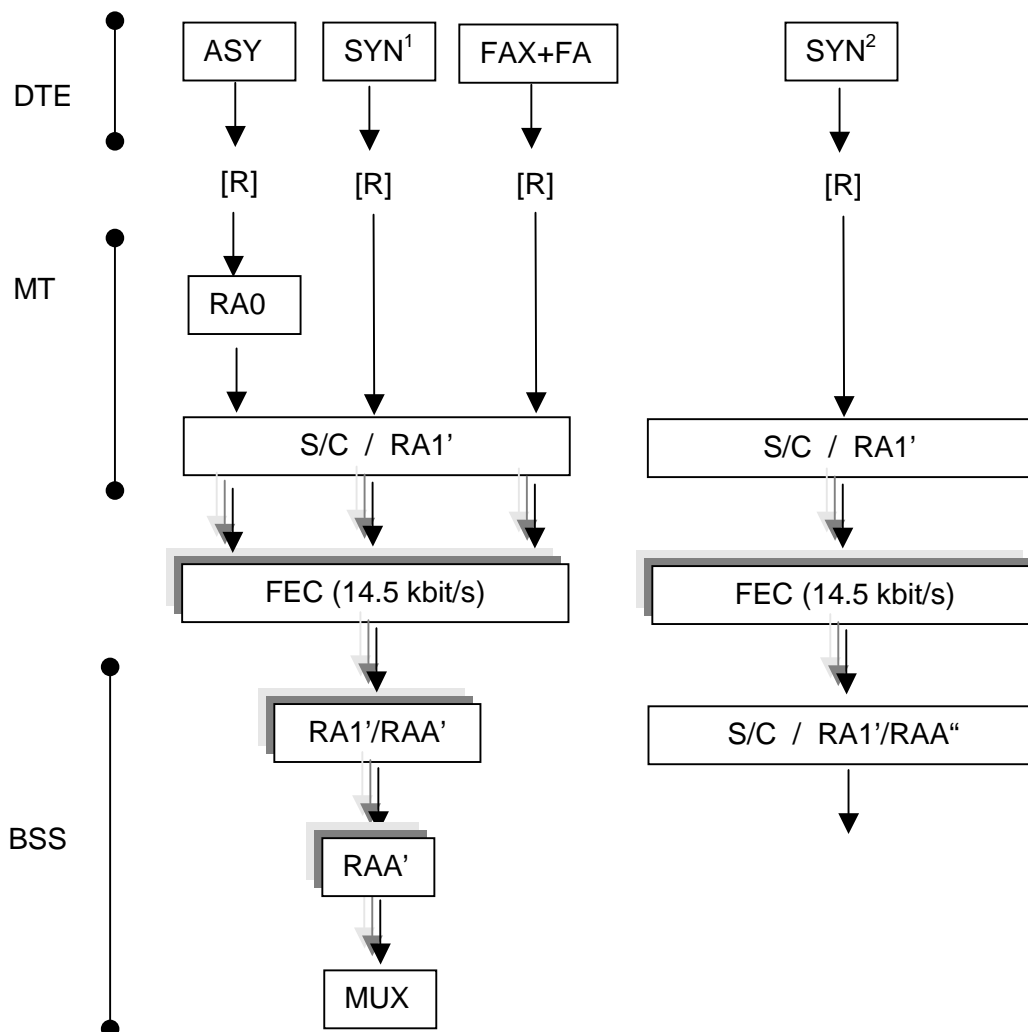 ASY SYN¹ FAX+FA SYN²
DTE
[R] [R] [R] [R]
MT
RA0
S/C / RA1’ S/C / RA1’
FEC (14.5 kbit/s) FEC (14.5 kbit/s)
RA1’/RAA’ S/C / RA1’/RAA“
BSS
RAA’
MUX